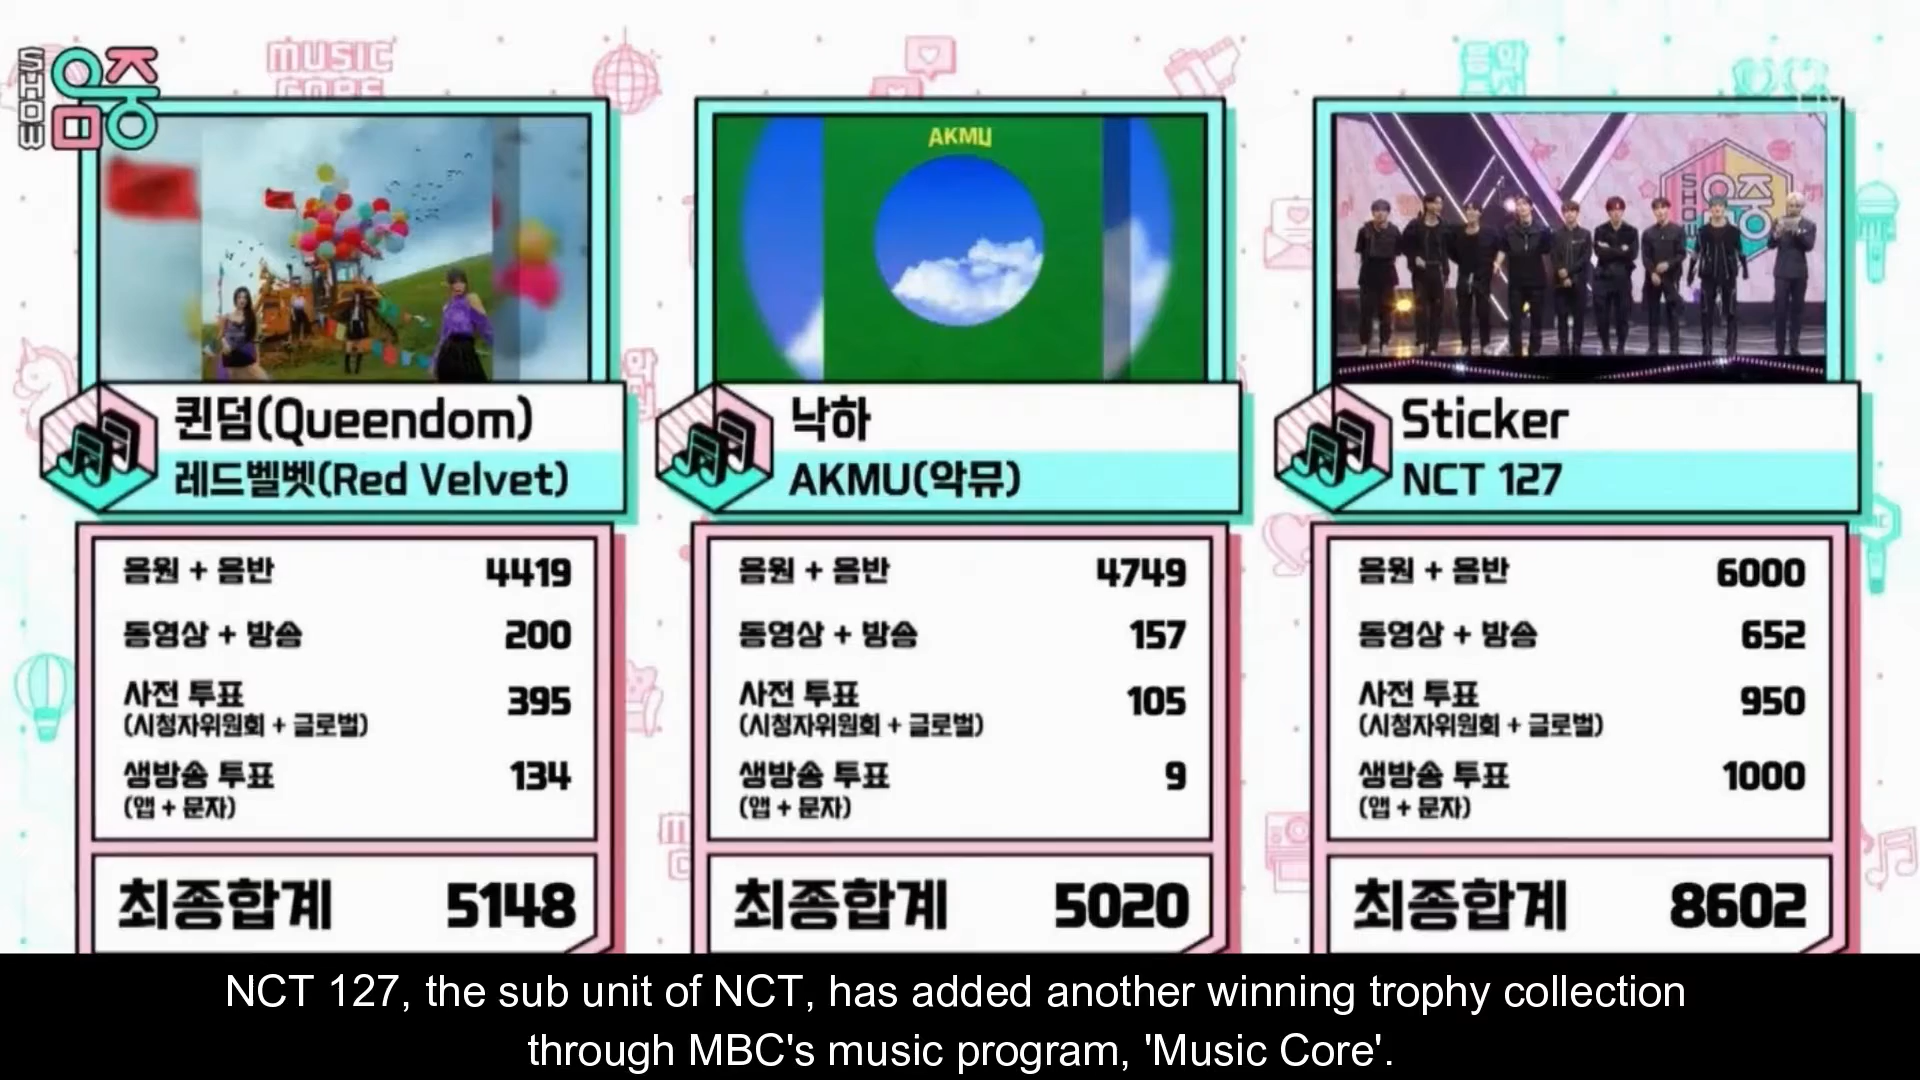 SHOW 음중
MUSIC
CORE
AKMU
SHOW 음중
퀸덤(Queendom)
레드벨벳(Red Velvet)
음원 + 음반 4419
동영상 + 방송 200
사전 투표 395
(시청자위원회 + 글로벌)
생방송 투표 134
(앱 + 문자)
최종합계 5148
낙하
AKMU(악뮤)
음원 + 음반 4749
동영상 + 방송 157
사전 투표 105
(시청자위원회 + 글로벌)
생방송 투표 9
(앱 + 문자)
최종합계 5020
Sticker
NCT 127
음원 + 음반 6000
동영상 + 방송 652
사전 투표 950
(시청자위원회 + 글로벌)
생방송 투표 1000
(앱 + 문자)
최종합계 8602
NCT 127, the sub unit of NCT, has added another winning trophy collection
through MBC's music program, 'Music Core'.